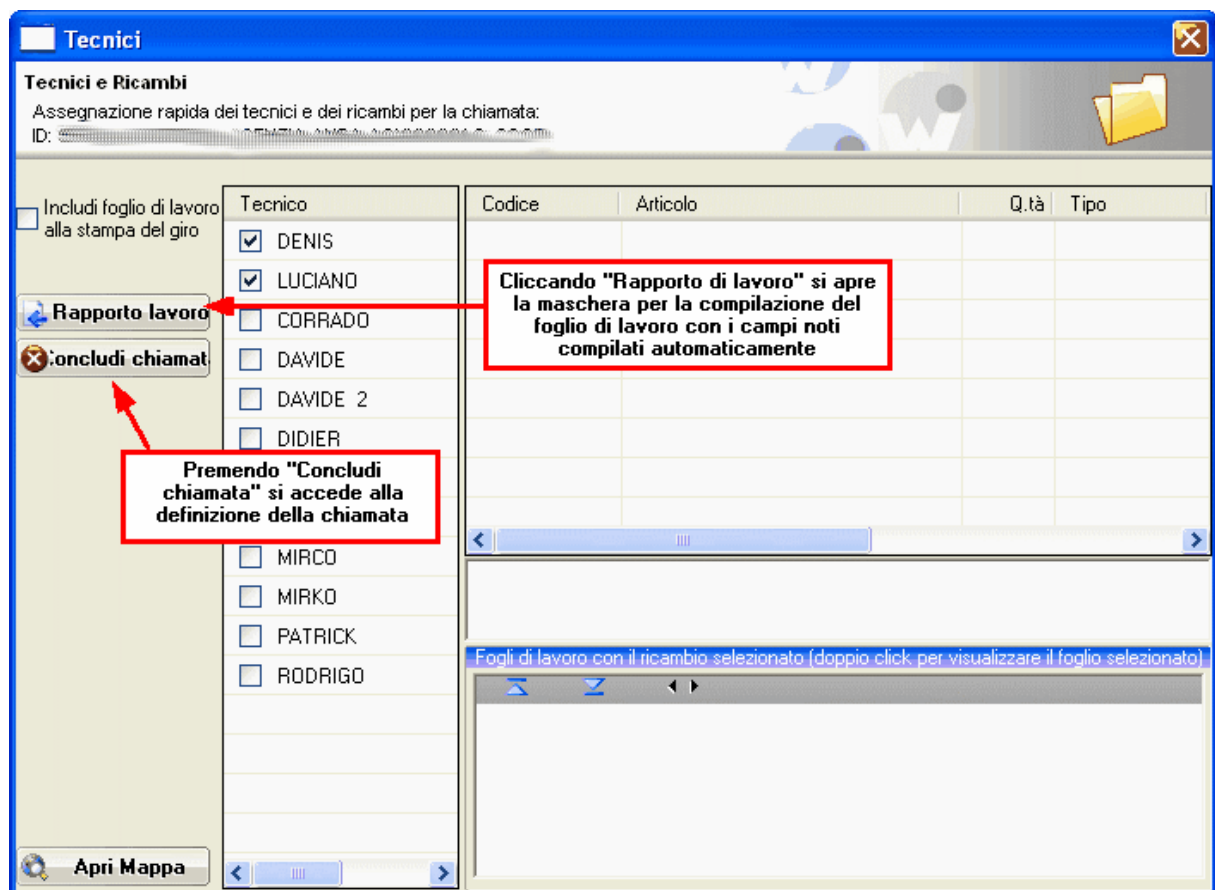 Tecnici
Tecnici e Ricambi
Assegnazione rapida dei tecnici e dei ricambi per la chiamata:
ID:
Includi foglio di lavoro
alla stampa del giro
Rapporto lavoro
Concludi chiamat
Apri Mappa
Tecnico
DENIS
LUCIANO
CORRADO
DAVIDE
DAVIDE 2
DIDIER
MIRCO
MIRKO
PATRICK
RODRIGO
Codice Articolo Q.tà Tipo
Cliccando "Rapporto di lavoro" si apre
la maschera per la compilazione del
foglio di lavoro con i campi noti
compilati automaticamente
Premendo "Concludi
chiamata" si accede alla
definizione della chiamata
Fogli di lavoro con il ricambio selezionato (doppio click per visualizzare il foglio selezionato)